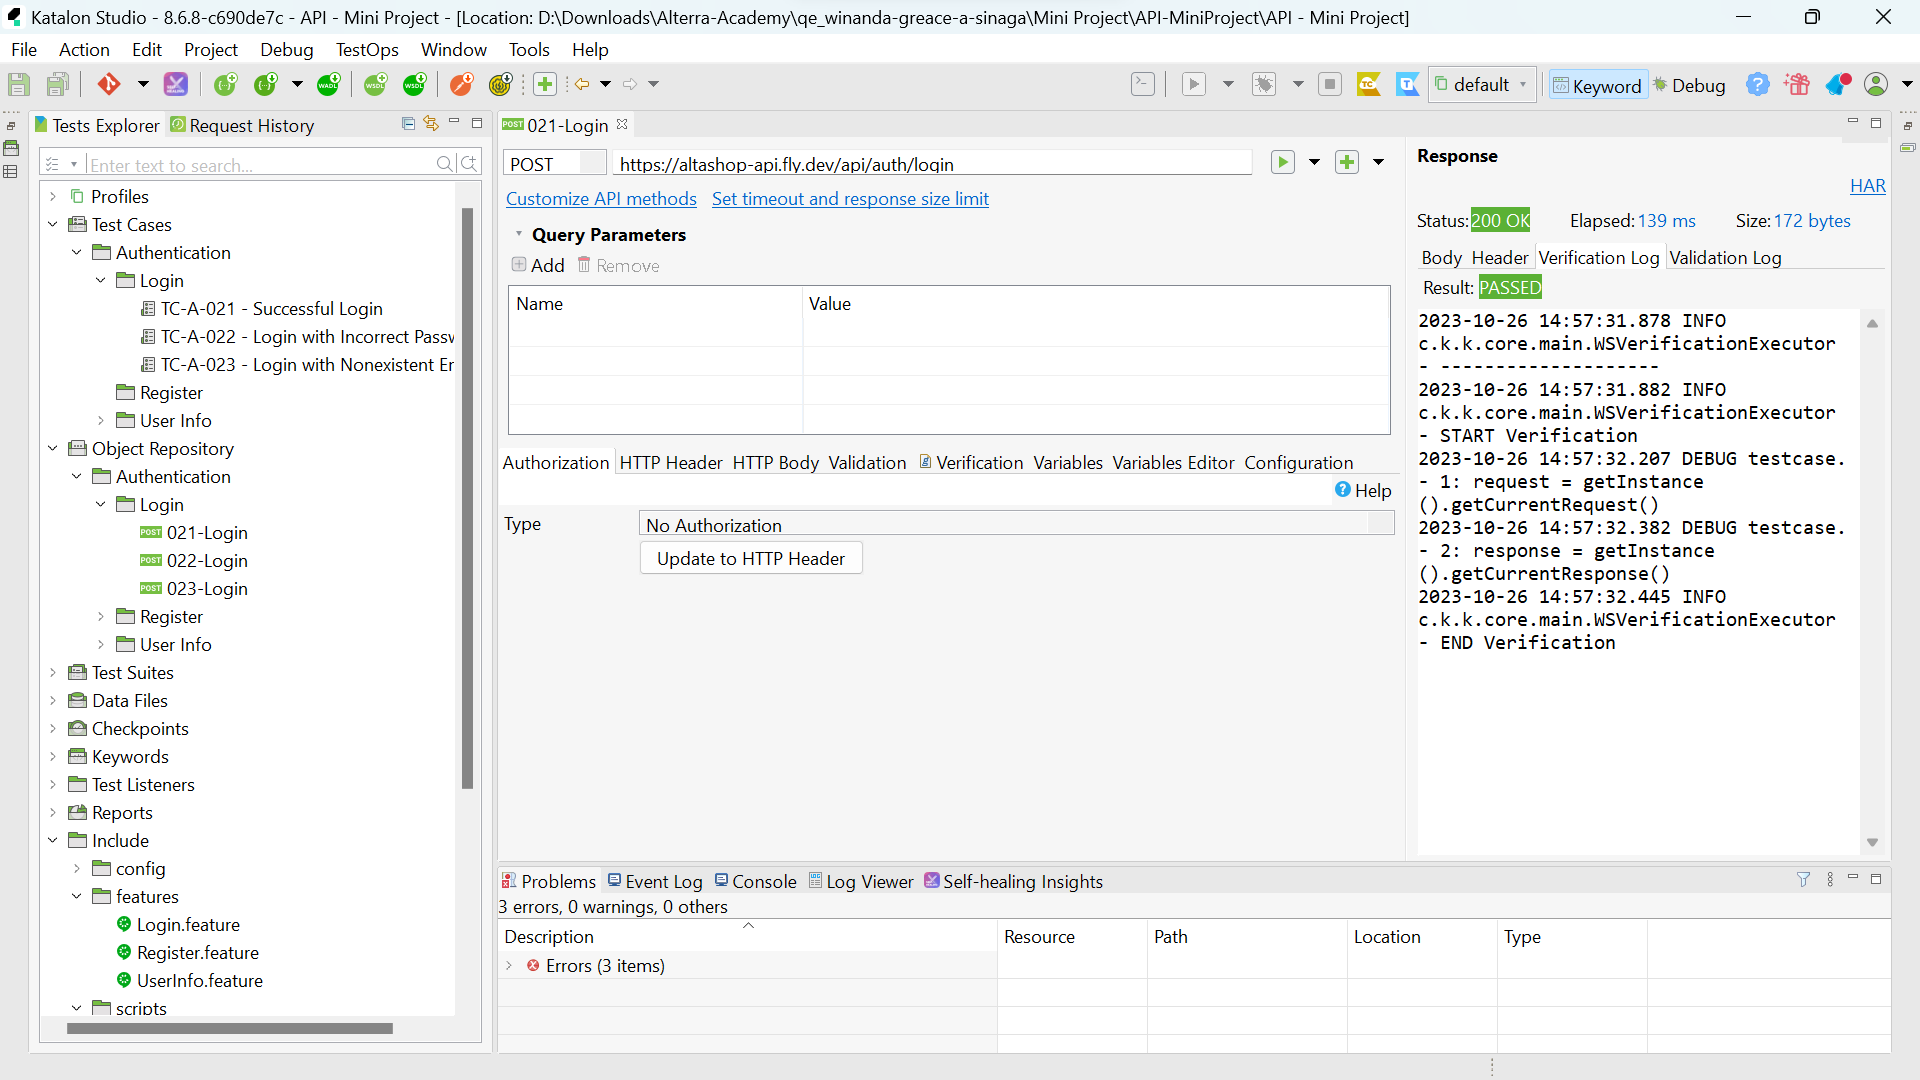 Katalon Studio - 8.6.8-c690de7c - API - Mini Project - [Location: D:\Downloads\Alterra-Academy\qe_winanda-greace-a-sinaga\Mini Project\API-MiniProject\API - Mini Project]
File Action Edit Project Debug TestOps Window Tools Help
default
Keyword
Debug
Tests Explorer
Request History
Enter text to search...
Profiles
Test Cases
Authentication
Login
TC-A-021 - Successful Login
TC-A-022 - Login with Incorrect Passw
TC-A-023 - Login with Nonexistent Er
Register
User Info
Object Repository
Authentication
Login
POST 021-Login
POST 022-Login
POST 023-Login
Register
User Info
Test Suites
Data Files
Checkpoints
Keywords
Test Listeners
Reports
Include
config
features
Login.feature
Register.feature
UserInfo.feature
scripts
POST 021-Login
POST
https://altashop-api.fly.dev/api/auth/login
Customize API methods
Set timeout and response size limit
Query Parameters
Add
Remove
Name Value
Authorization HTTP Header HTTP Body Validation Verification Variables Variables Editor Configuration
Help
Type
No Authorization
Update to HTTP Header
Response
HAR
Status: 200 OK Elapsed: 139 ms Size: 172 bytes
Body Header Verification Log Validation Log
Result: PASSED
2023-10-26 14:57:31.878 INFO
c.k.k.core.main.WSVerificationExecutor
- --------------------
2023-10-26 14:57:31.882 INFO
c.k.k.core.main.WSVerificationExecutor
- START Verification
2023-10-26 14:57:32.207 DEBUG testcase.
- 1: request = getInstance
().getCurrentRequest()
2023-10-26 14:57:32.382 DEBUG testcase.
- 2: response = getInstance
().getCurrentResponse()
2023-10-26 14:57:32.445 INFO
c.k.k.core.main.WSVerificationExecutor
- END Verification
Problems Event Log Console Log Viewer Self-healing Insights
3 errors, 0 warnings, 0 others
Description Resource Path Location Type
Errors (3 items)